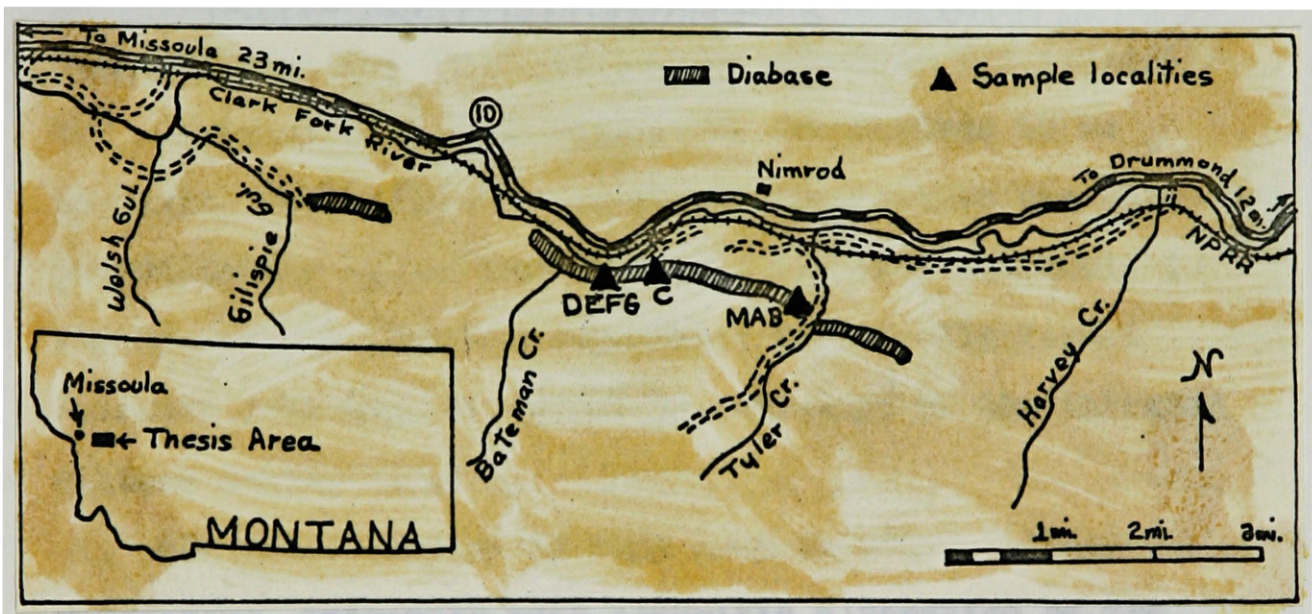 To Missoula 23 mi.
Diabase
Sample localities
Clark Fork River
10
Nimrod
To Drummond 12 mi.
NPRR
Walsh Gul.
Gilispie Gul.
DEFG
C
MAB
Bateman Cr.
Tyler Cr.
Harvey Cr.
N
Missoula
Thesis Area
MONTANA
1mi. 2mi. 3mi.